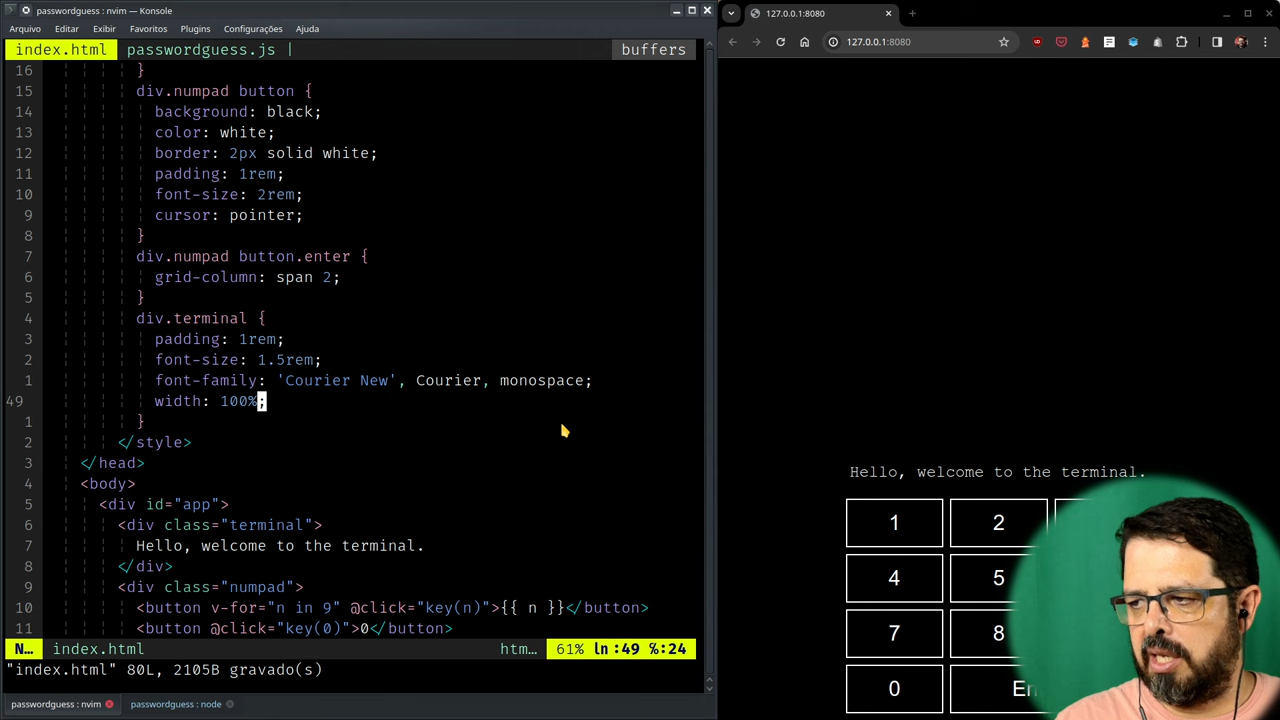 passwordguess : nvim — Konsole
Arquivo Editar Exibir Favoritos Plugins Configurações Ajuda
index.html passwordguess.js | buffers
16 }
15 div.numpad button {
14 background: black;
13 color: white;
12 border: 2px solid white;
11 padding: 1rem;
10 font-size: 2rem;
9 cursor: pointer;
8 }
7 div.numpad button.enter {
6 grid-column: span 2;
5 }
4 div.terminal {
3 padding: 1rem;
2 font-size: 1.5rem;
1 font-family: 'Courier New', Courier, monospace;
49 width: 100%;
1 }
2 </style>
3 </head>
4 <body>
5 <div id="app">
6 <div class="terminal">
7 Hello, welcome to the terminal.
8 </div>
9 <div class="numpad">
10 <button v-for="n in 9" @click="key(n)">{{ n }}</button>
11 <button @click="key(0)">0</button>
N… index.html htm… 61% ln:49 %:24
"index.html" 80L, 2105B gravado(s)
passwordguess : nvim passwordguess : node
127.0.0.1:8080
127.0.0.1:8080
Hello, welcome to the terminal.
1 2
4 5
7 8
0